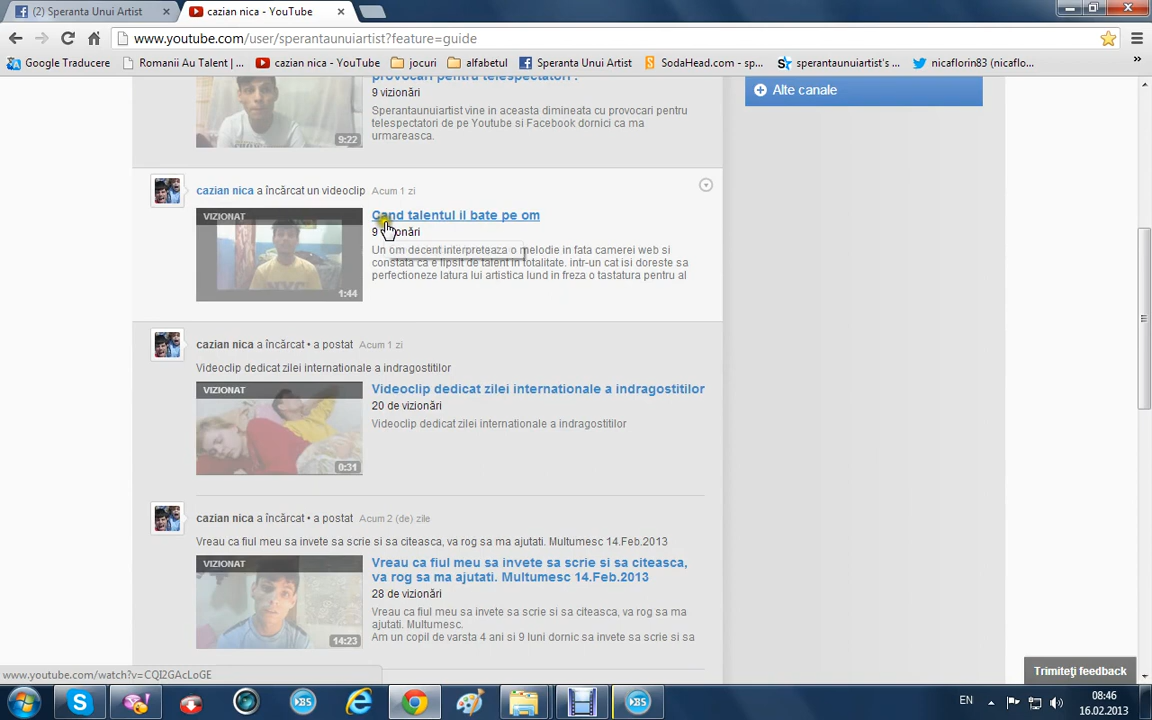 (2) Speranta Unui Artist
cazian nica - YouTube
www.youtube.com/user/sperantaunuiartist?feature=guide
Google Traducere
Romanii Au Talent | ...
cazian nica - YouTube
jocuri
alfabetul
Speranta Unui Artist
SodaHead.com - sp...
sperantaunuiartist's ...
nicaflorin83 (nicaflo...
»
provocari pentru telespectatori .
9 vizionări
Sperantaunuiartist vine in aceasta dimineata cu provocari pentru
telespectatori de pe Youtube si Facebook dornici ca ma
urmareasca.
9:22
Alte canale
cazian nica a încărcat un videoclip Acum 1 zi
VIZIONAT
1:44
Cand talentul il bate pe om
9 vizionări
Un om decent interpreteaza o melodie in fata camerei web si
constata ca e lipsit de talent in totalitate. intr-un cat isi doreste sa
perfectioneze latura lui artistica lund in freza o tastatura pentru al
cazian nica a încărcat • a postat Acum 1 zi
Videoclip dedicat zilei internationale a indragostitilor
VIZIONAT
0:31
Videoclip dedicat zilei internationale a indragostitilor
20 de vizionări
Videoclip dedicat zilei internationale a indragostitilor
cazian nica a încărcat • a postat Acum 2 (de) zile
Vreau ca fiul meu sa invete sa scrie si sa citeasca, va rog sa ma ajutati. Multumesc 14.Feb.2013
VIZIONAT
14:23
Vreau ca fiul meu sa invete sa scrie si sa citeasca,
va rog sa ma ajutati. Multumesc 14.Feb.2013
28 de vizionări
Vreau ca fiul meu sa invete sa scrie si sa citeasca, va rog sa ma
ajutati. Multumesc.
Am un copil de varsta 4 ani si 9 luni dornic sa invete sa scrie si sa
www.youtube.com/watch?v=CQI2GAcLoGE
Trimiteţi feedback
EN
08:46
16.02.2013